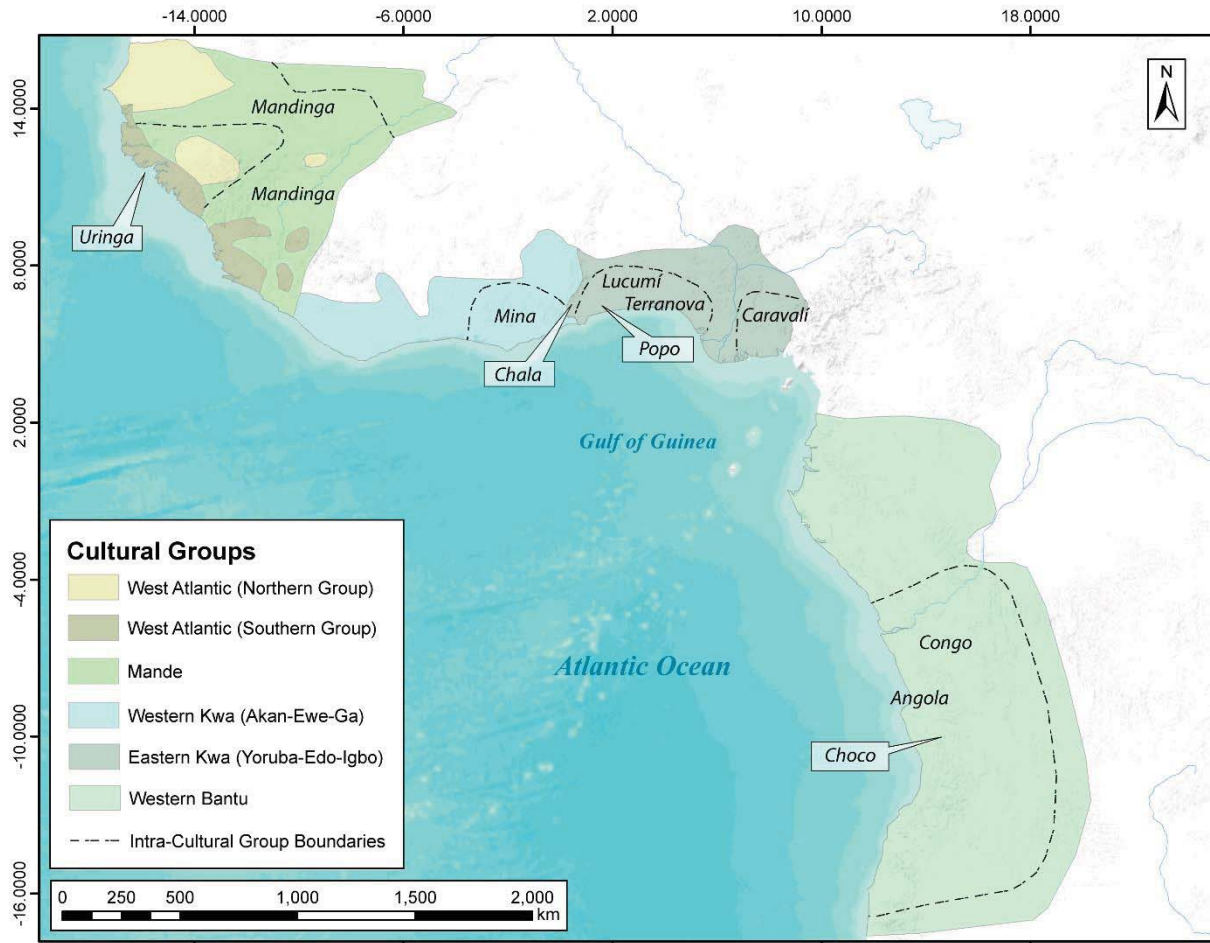 -14.0000 -6.0000 2.0000 10.0000 18.0000
14.0000
8.0000
2.0000
-4.0000
-10.0000
-16.0000
N
Mandinga
Mandinga
Uringa
Mina
Chala
Lucumí
Terranova
Popo
Caravalí
Gulf of Guinea
Atlantic Ocean
Congo
Angola
Choco
Cultural Groups
West Atlantic (Northern Group)
West Atlantic (Southern Group)
Mande
Western Kwa (Akan-Ewe-Ga)
Eastern Kwa (Yoruba-Edo-Igbo)
Western Bantu
Intra-Cultural Group Boundaries
0 250 500 1,000 1,500 2,000
km